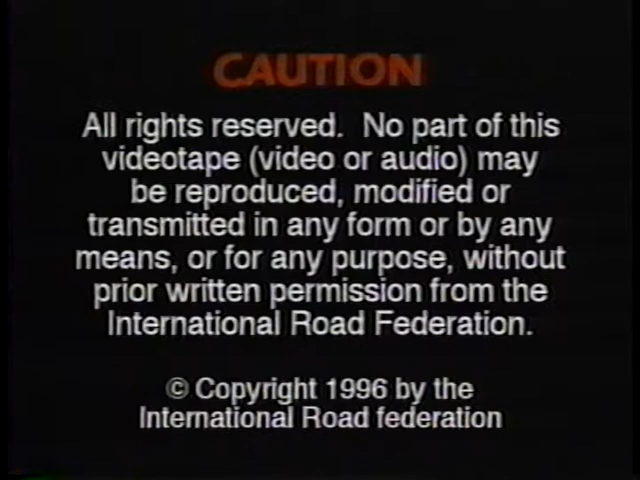 CAUTION
All rights reserved. No part of this
videotape (video or audio) may
be reproduced, modified or
transmitted in any form or by any
means, or for any purpose, without
prior written permission from the
International Road Federation.
© Copyright 1996 by the
International Road federation